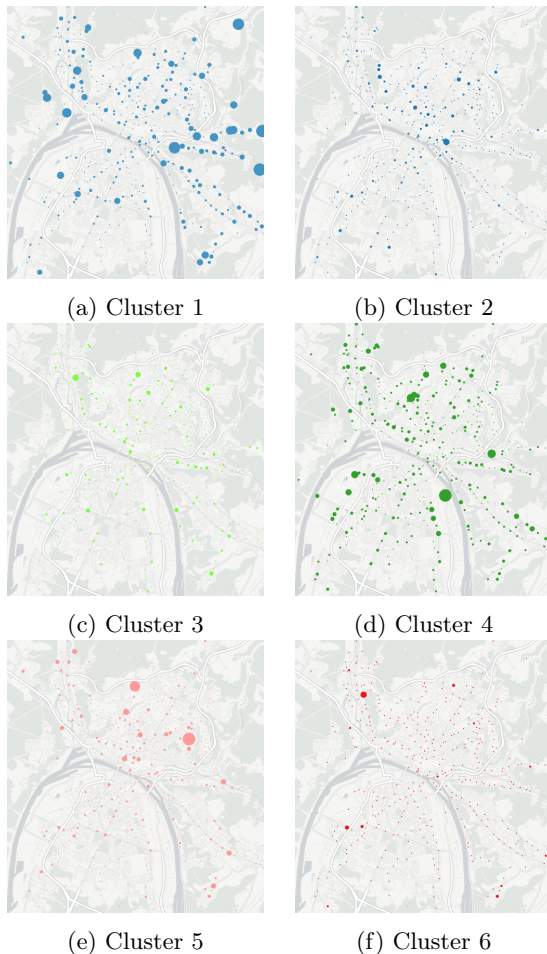 (a) Cluster 1
(b) Cluster 2
(c) Cluster 3
(d) Cluster 4
(e) Cluster 5
(f) Cluster 6